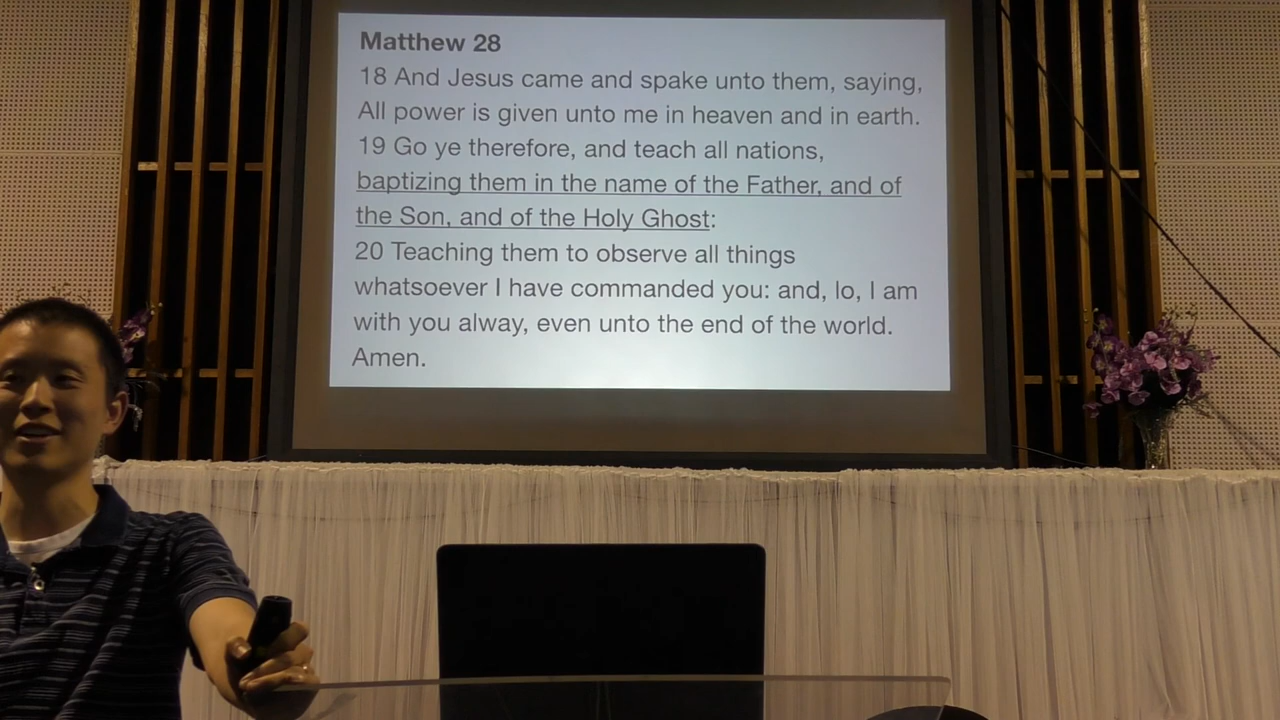 Matthew 28
18 And Jesus came and spake unto them, saying,
All power is given unto me in heaven and in earth.
19 Go ye therefore, and teach all nations,
baptizing them in the name of the Father, and of
the Son, and of the Holy Ghost:
20 Teaching them to observe all things
whatsoever I have commanded you: and, lo, I am
with you alway, even unto the end of the world.
Amen.